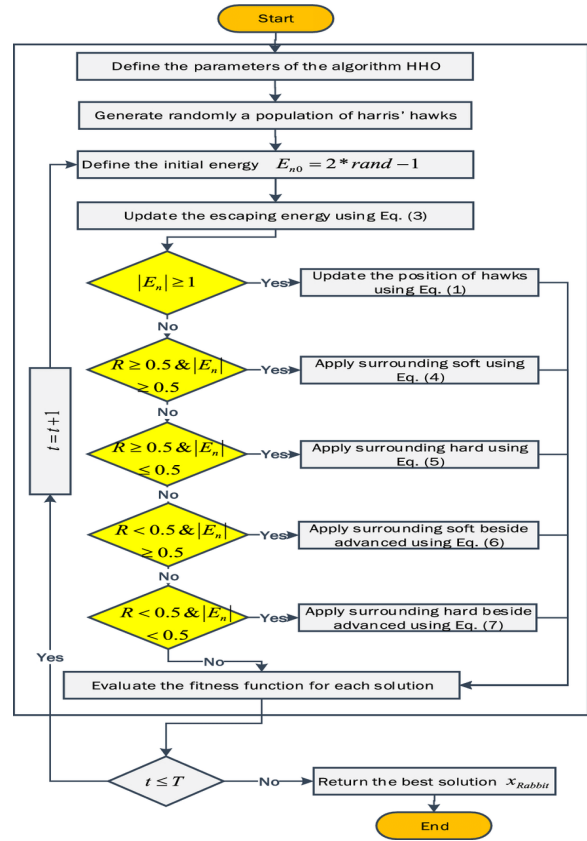 Start
Define the parameters of the algorithm HHO
Generate randomly a population of harris' hawks
Define the initial energy E_{n0} = 2 * rand − 1
Update the escaping energy using Eq. (3)
|E_n| ≥ 1
Yes
Update the position of hawks
using Eq. (1)
No
R ≥ 0.5 & |E_n|
≥ 0.5
Yes
Apply surrounding soft using
Eq. (4)
No
R ≥ 0.5 & |E_n|
≤ 0.5
Yes
Apply surrounding hard using
Eq. (5)
No
R < 0.5 & |E_n|
≥ 0.5
Yes
Apply surrounding soft beside
advanced using Eq. (6)
No
R < 0.5 & |E_n|
< 0.5
Yes
Apply surrounding hard beside
advanced using Eq. (7)
No
Evaluate the fitness function for each solution
t = t+1
Yes
t ≤ T
No
Return the best solution x_{Rabbit}
End